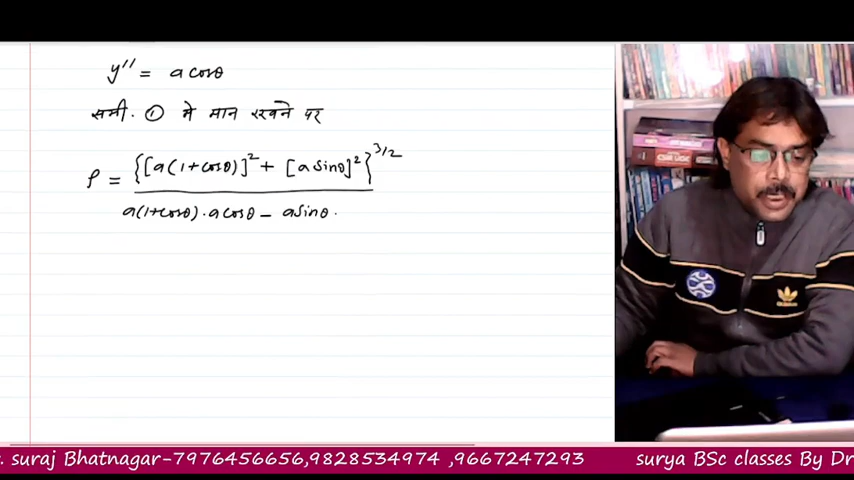 y'' = a cosθ
समी. ① मे मान रखने पर
ρ = {[a(1+cosθ)]² + [a sinθ]²}^3/2
a(1+cosθ)·a cosθ – a sinθ·
. suraj Bhatnagar-7976456656,9828534974 ,9667247293 surya BSc classes By Dr